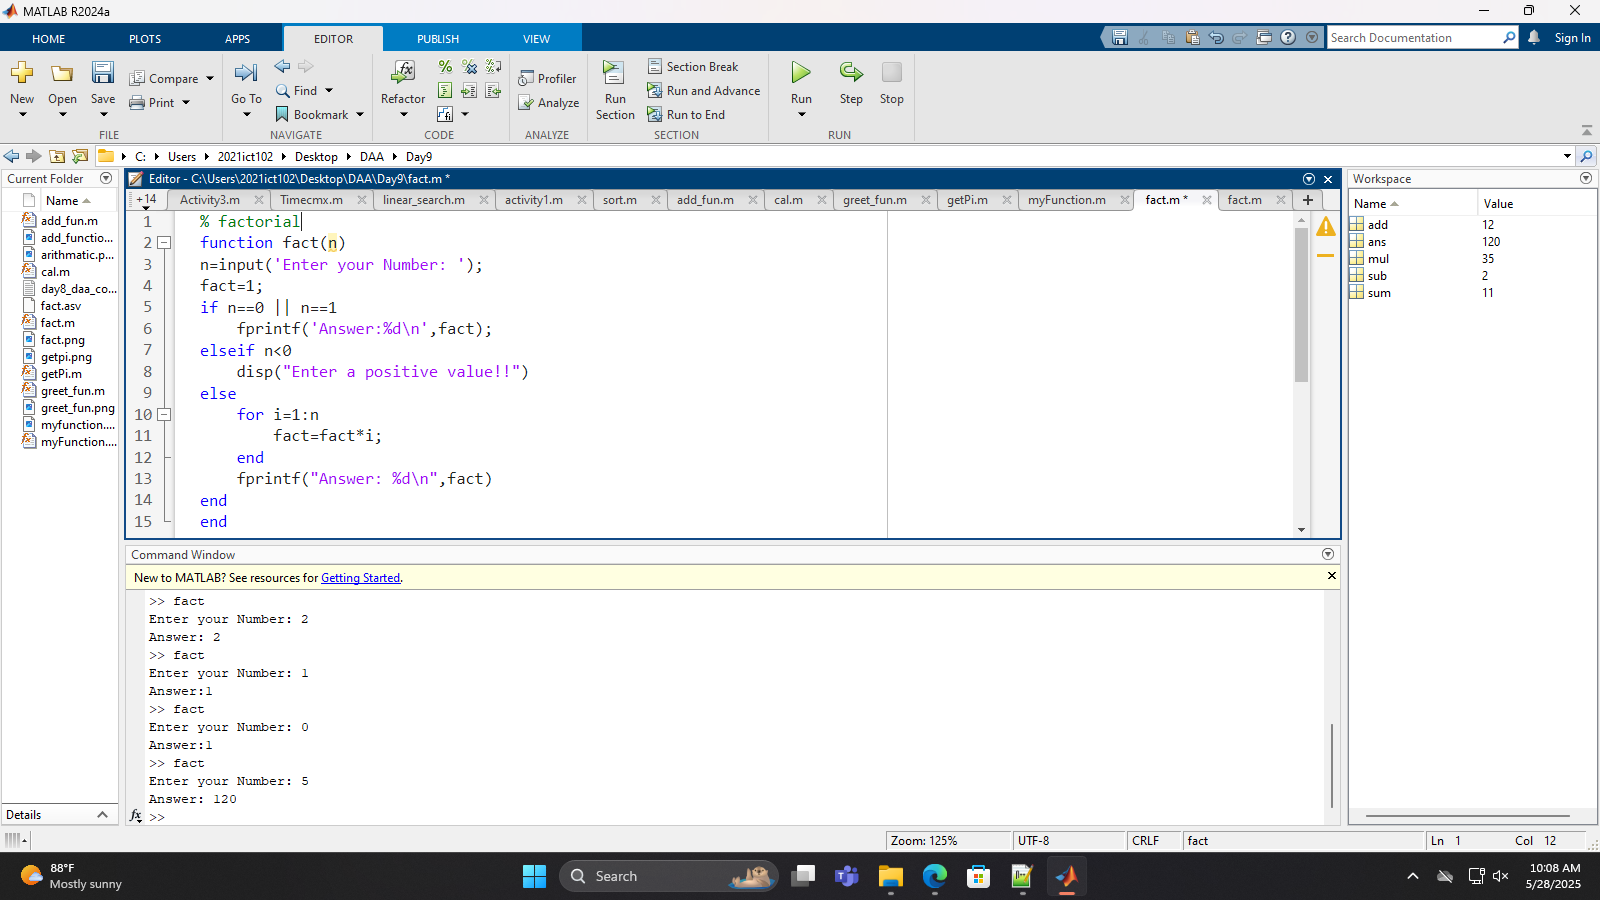 MATLAB R2024a
HOME PLOTS APPS EDITOR PUBLISH VIEW Search Documentation Sign In
New Open Save Compare Print FILE
Go To Find Bookmark NAVIGATE
Refactor CODE
Profiler Analyze ANALYZE
Run Section Section Break Run and Advance Run to End SECTION
Run Step Stop RUN
C: Users 2021ict102 Desktop DAA Day9
Current Folder
Name
add_fun.m
add_functio...
arithmatic.p...
cal.m
day8_daa_co...
fact.asv
fact.m
fact.png
getpi.png
getPi.m
greet_fun.m
greet_fun.png
myfunction....
myFunction....
Details
Editor - C:\Users\2021ict102\Desktop\DAA\Day9\fact.m *
+14 Activity3.m Timecmx.m linear_search.m activity1.m sort.m add_fun.m cal.m greet_fun.m getPi.m myFunction.m fact.m * fact.m
1 % factorial
2 function fact(n)
3 n=input('Enter your Number: ');
4 fact=1;
5 if n==0 || n==1
6 fprintf('Answer:%d\n',fact);
7 elseif n<0
8 disp("Enter a positive value!!")
9 else
10 for i=1:n
11 fact=fact*i;
12 end
13 fprintf("Answer: %d\n",fact)
14 end
15 end
Command Window
New to MATLAB? See resources for Getting Started.
>> fact
Enter your Number: 2
Answer: 2
>> fact
Enter your Number: 1
Answer:1
>> fact
Enter your Number: 0
Answer:1
>> fact
Enter your Number: 5
Answer: 120
fx >>
Workspace
Name Value
add 12
ans 120
mul 35
sub 2
sum 11
Zoom: 125% UTF-8 CRLF fact Ln 1 Col 12
88°F
Mostly sunny
Search
10:08 AM
5/28/2025